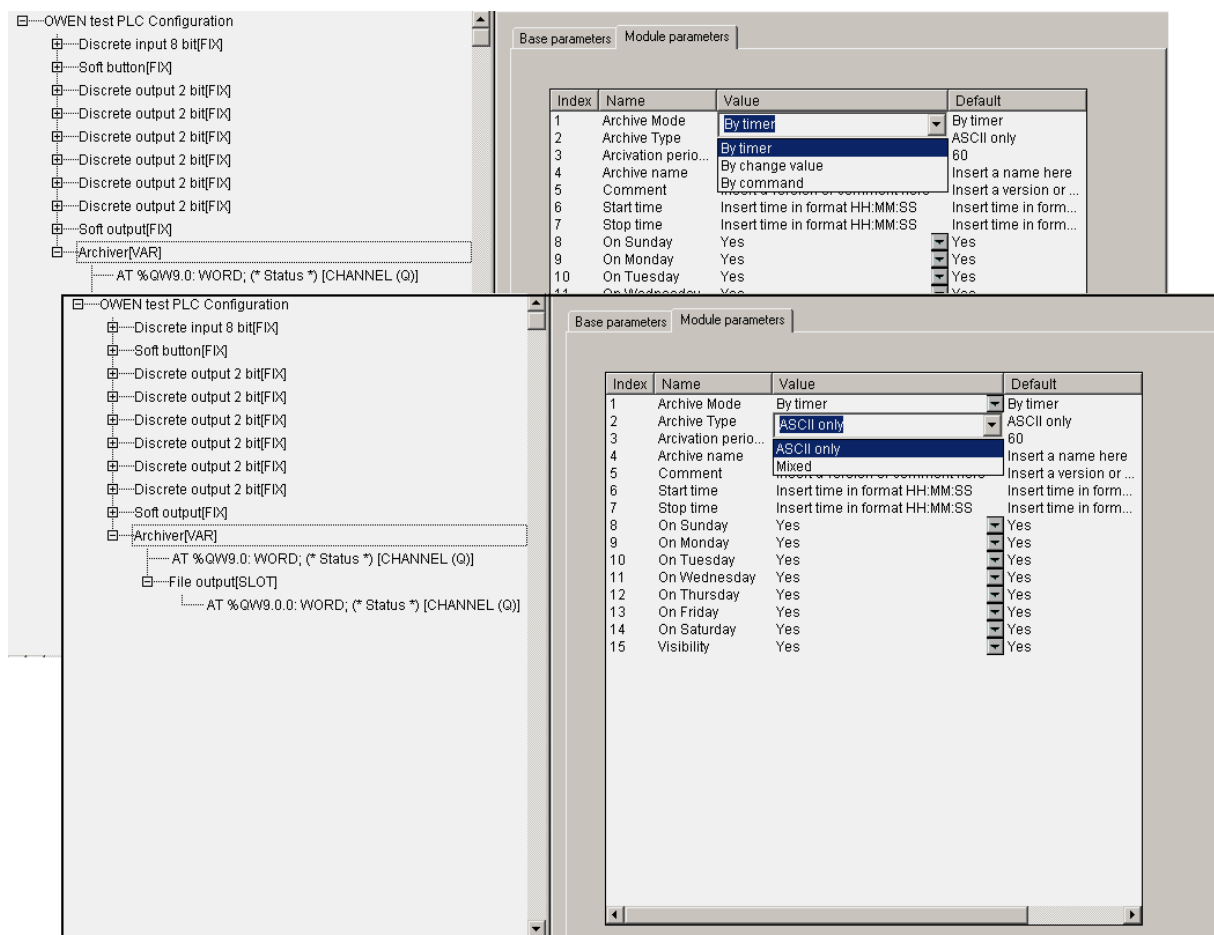 OWEN test PLC Configuration
Discrete input 8 bit[FIX]
Soft button[FIX]
Discrete output 2 bit[FIX]
Discrete output 2 bit[FIX]
Discrete output 2 bit[FIX]
Discrete output 2 bit[FIX]
Discrete output 2 bit[FIX]
Discrete output 2 bit[FIX]
Soft output[FIX]
Archiver[VAR]
AT %QW9.0: WORD; (* Status *) [CHANNEL (Q)]
Base parameters Module parameters
Index Name Value Default
1 Archive Mode By timer By timer
2 Archive Type ASCII only
3 Arcivation perio... 60
4 Archive name Insert a name here
5 Comment Insert a version or ...
By timer
By change value
By command
6 Start time Insert time in format HH:MM:SS Insert time in form...
7 Stop time Insert time in format HH:MM:SS Insert time in form...
8 On Sunday Yes Yes
9 On Monday Yes Yes
10 On Tuesday Yes Yes
11 On Wednesday Yes Yes
OWEN test PLC Configuration
Discrete input 8 bit[FIX]
Soft button[FIX]
Discrete output 2 bit[FIX]
Discrete output 2 bit[FIX]
Discrete output 2 bit[FIX]
Discrete output 2 bit[FIX]
Discrete output 2 bit[FIX]
Discrete output 2 bit[FIX]
Soft output[FIX]
Archiver[VAR]
AT %QW9.0: WORD; (* Status *) [CHANNEL (Q)]
File output[SLOT]
AT %QW9.0.0: WORD; (* Status *) [CHANNEL (Q)]
Base parameters Module parameters
Index Name Value Default
1 Archive Mode By timer By timer
2 Archive Type ASCII only ASCII only
3 Arcivation perio... 60
4 Archive name Insert a name here
5 Comment Insert a version or ...
ASCII only
Mixed
6 Start time Insert time in format HH:MM:SS Insert time in form...
7 Stop time Insert time in format HH:MM:SS Insert time in form...
8 On Sunday Yes Yes
9 On Monday Yes Yes
10 On Tuesday Yes Yes
11 On Wednesday Yes Yes
12 On Thursday Yes Yes
13 On Friday Yes Yes
14 On Saturday Yes Yes
15 Visibility Yes Yes